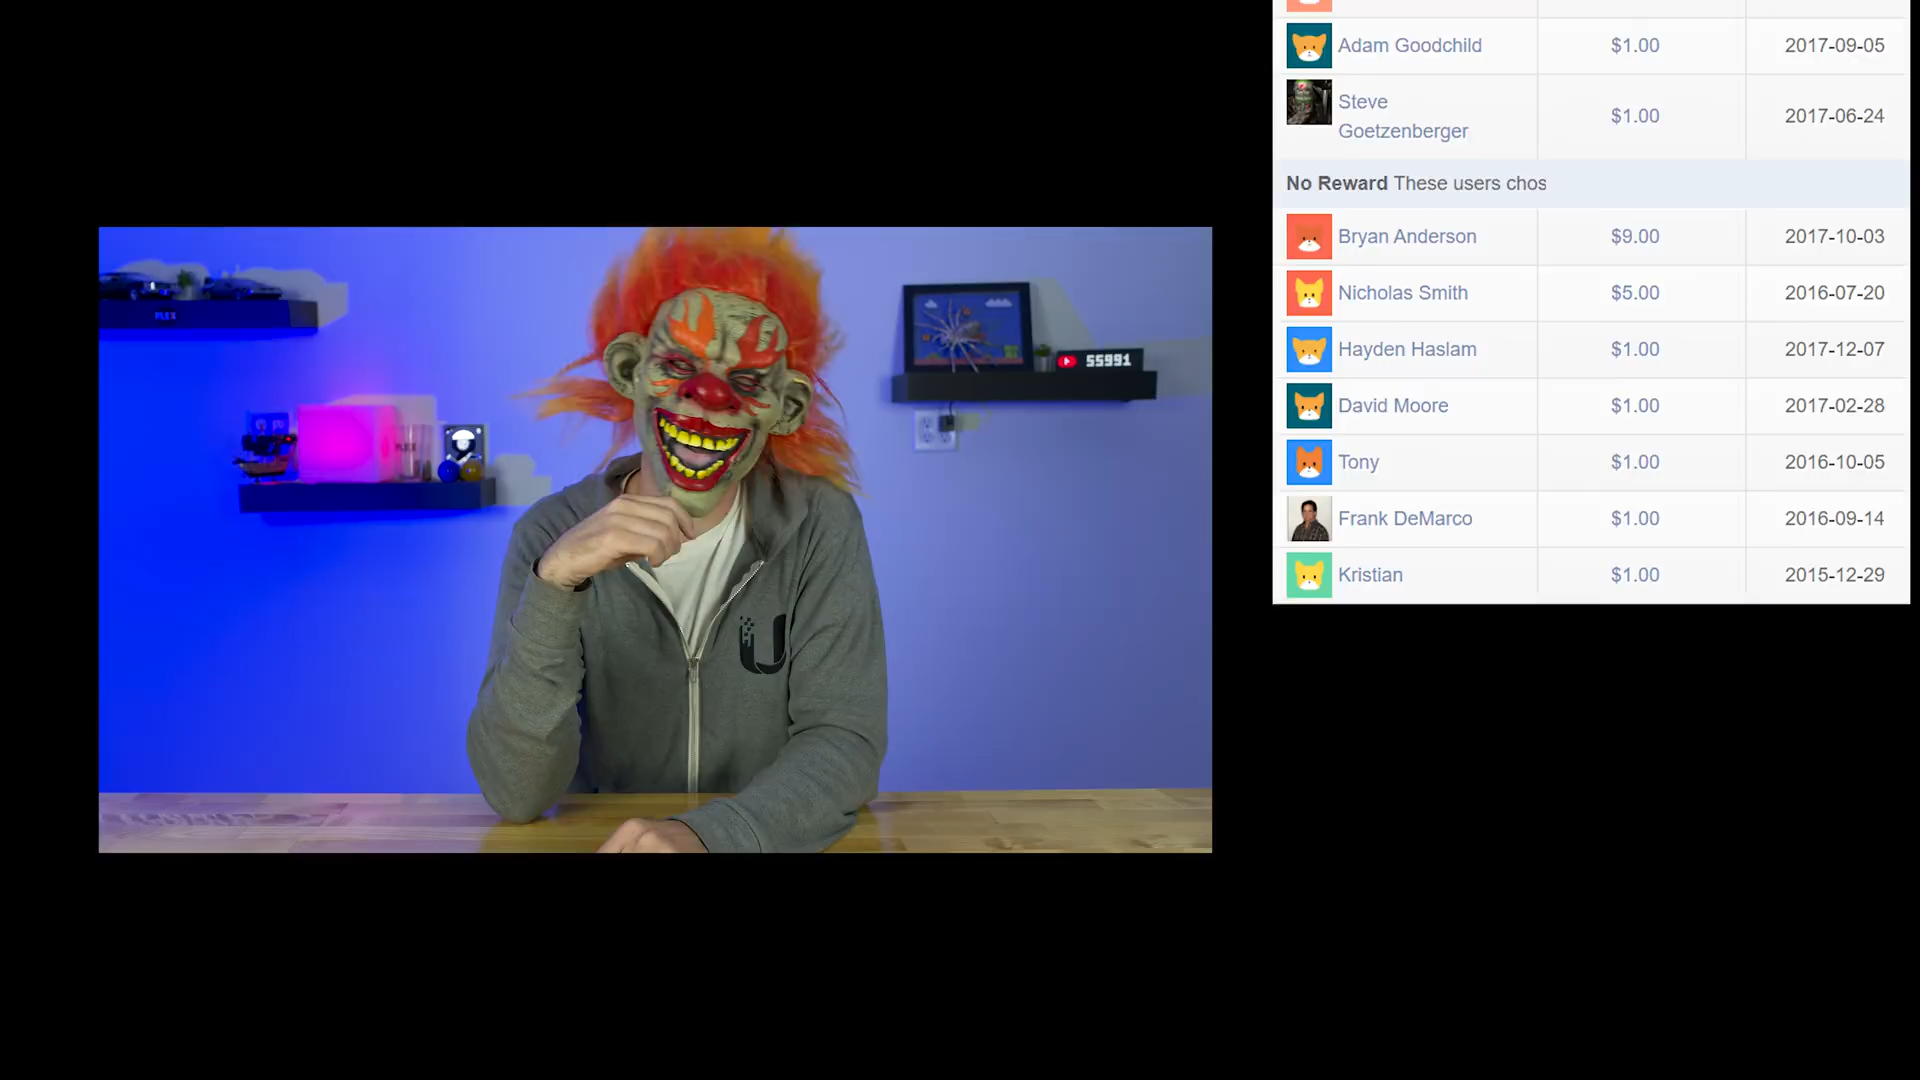 Adam Goodchild $1.00 2017-09-05
Steve
Goetzenberger $1.00 2017-06-24
No Reward These users chos
Bryan Anderson $9.00 2017-10-03
Nicholas Smith $5.00 2016-07-20
Hayden Haslam $1.00 2017-12-07
David Moore $1.00 2017-02-28
Tony $1.00 2016-10-05
Frank DeMarco $1.00 2016-09-14
Kristian $1.00 2015-12-29
FLEX
55991
U